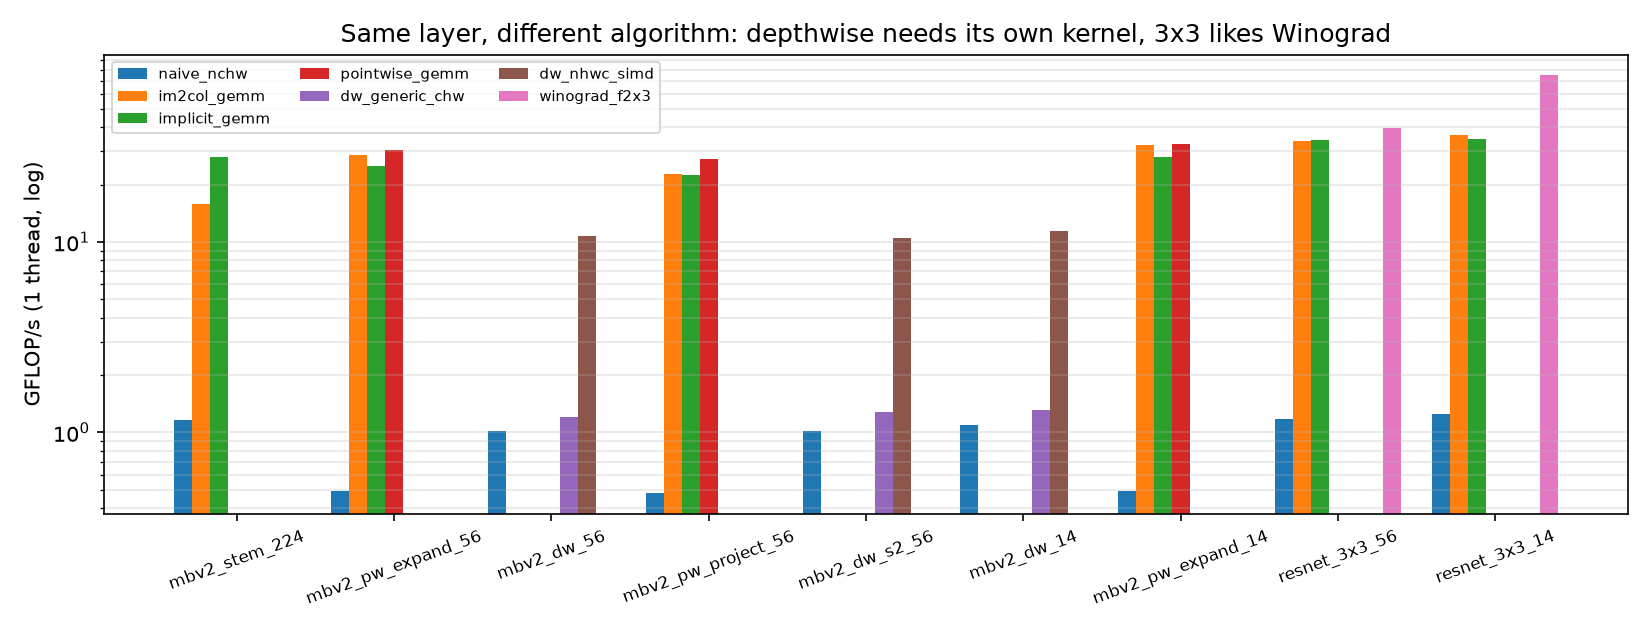 Same layer, different algorithm: depthwise needs its own kernel, 3x3 likes Winograd
naive_nchw
im2col_gemm
implicit_gemm
pointwise_gemm
dw_generic_chw
dw_nhwc_simd
winograd_f2x3
GFLOP/s (1 thread, log)
10¹
10⁰
mbv2_stem_224
mbv2_pw_expand_56
mbv2_dw_56
mbv2_pw_project_56
mbv2_dw_s2_56
mbv2_dw_14
mbv2_pw_expand_14
resnet_3x3_56
resnet_3x3_14